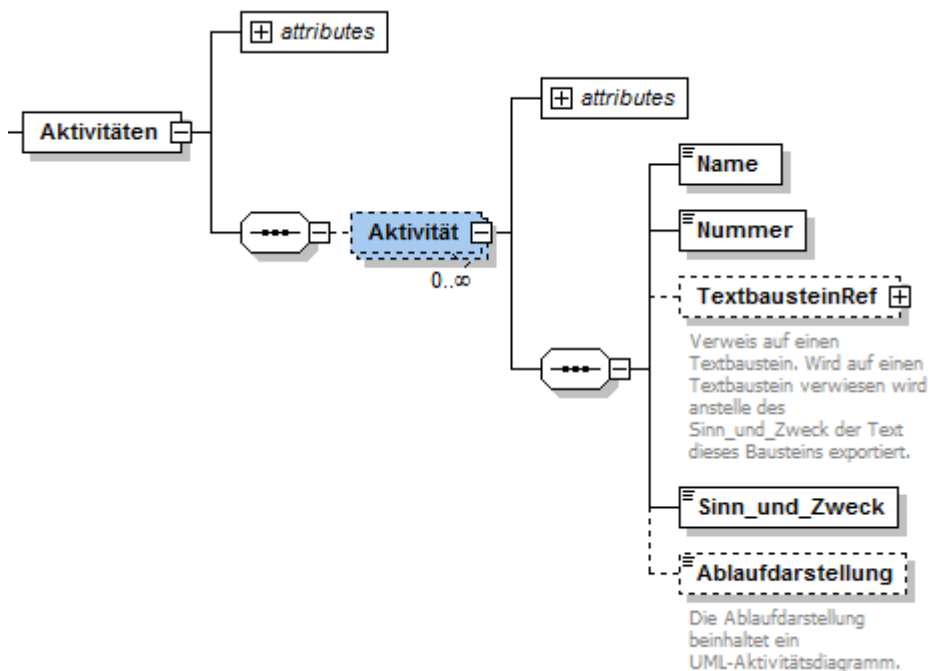 attributes
attributes
Aktivitäten
Name
Nummer
Aktivität
0..∞
TextbausteinRef
Verweis auf einen
Textbaustein. Wird auf einen
Textbaustein verwiesen wird
anstelle des
Sinn_und_Zweck der Text
dieses Bausteins exportiert.
Sinn_und_Zweck
Ablaufdarstellung
Die Ablaufdarstellung
beinhaltet ein
UML-Aktivitätsdiagramm.